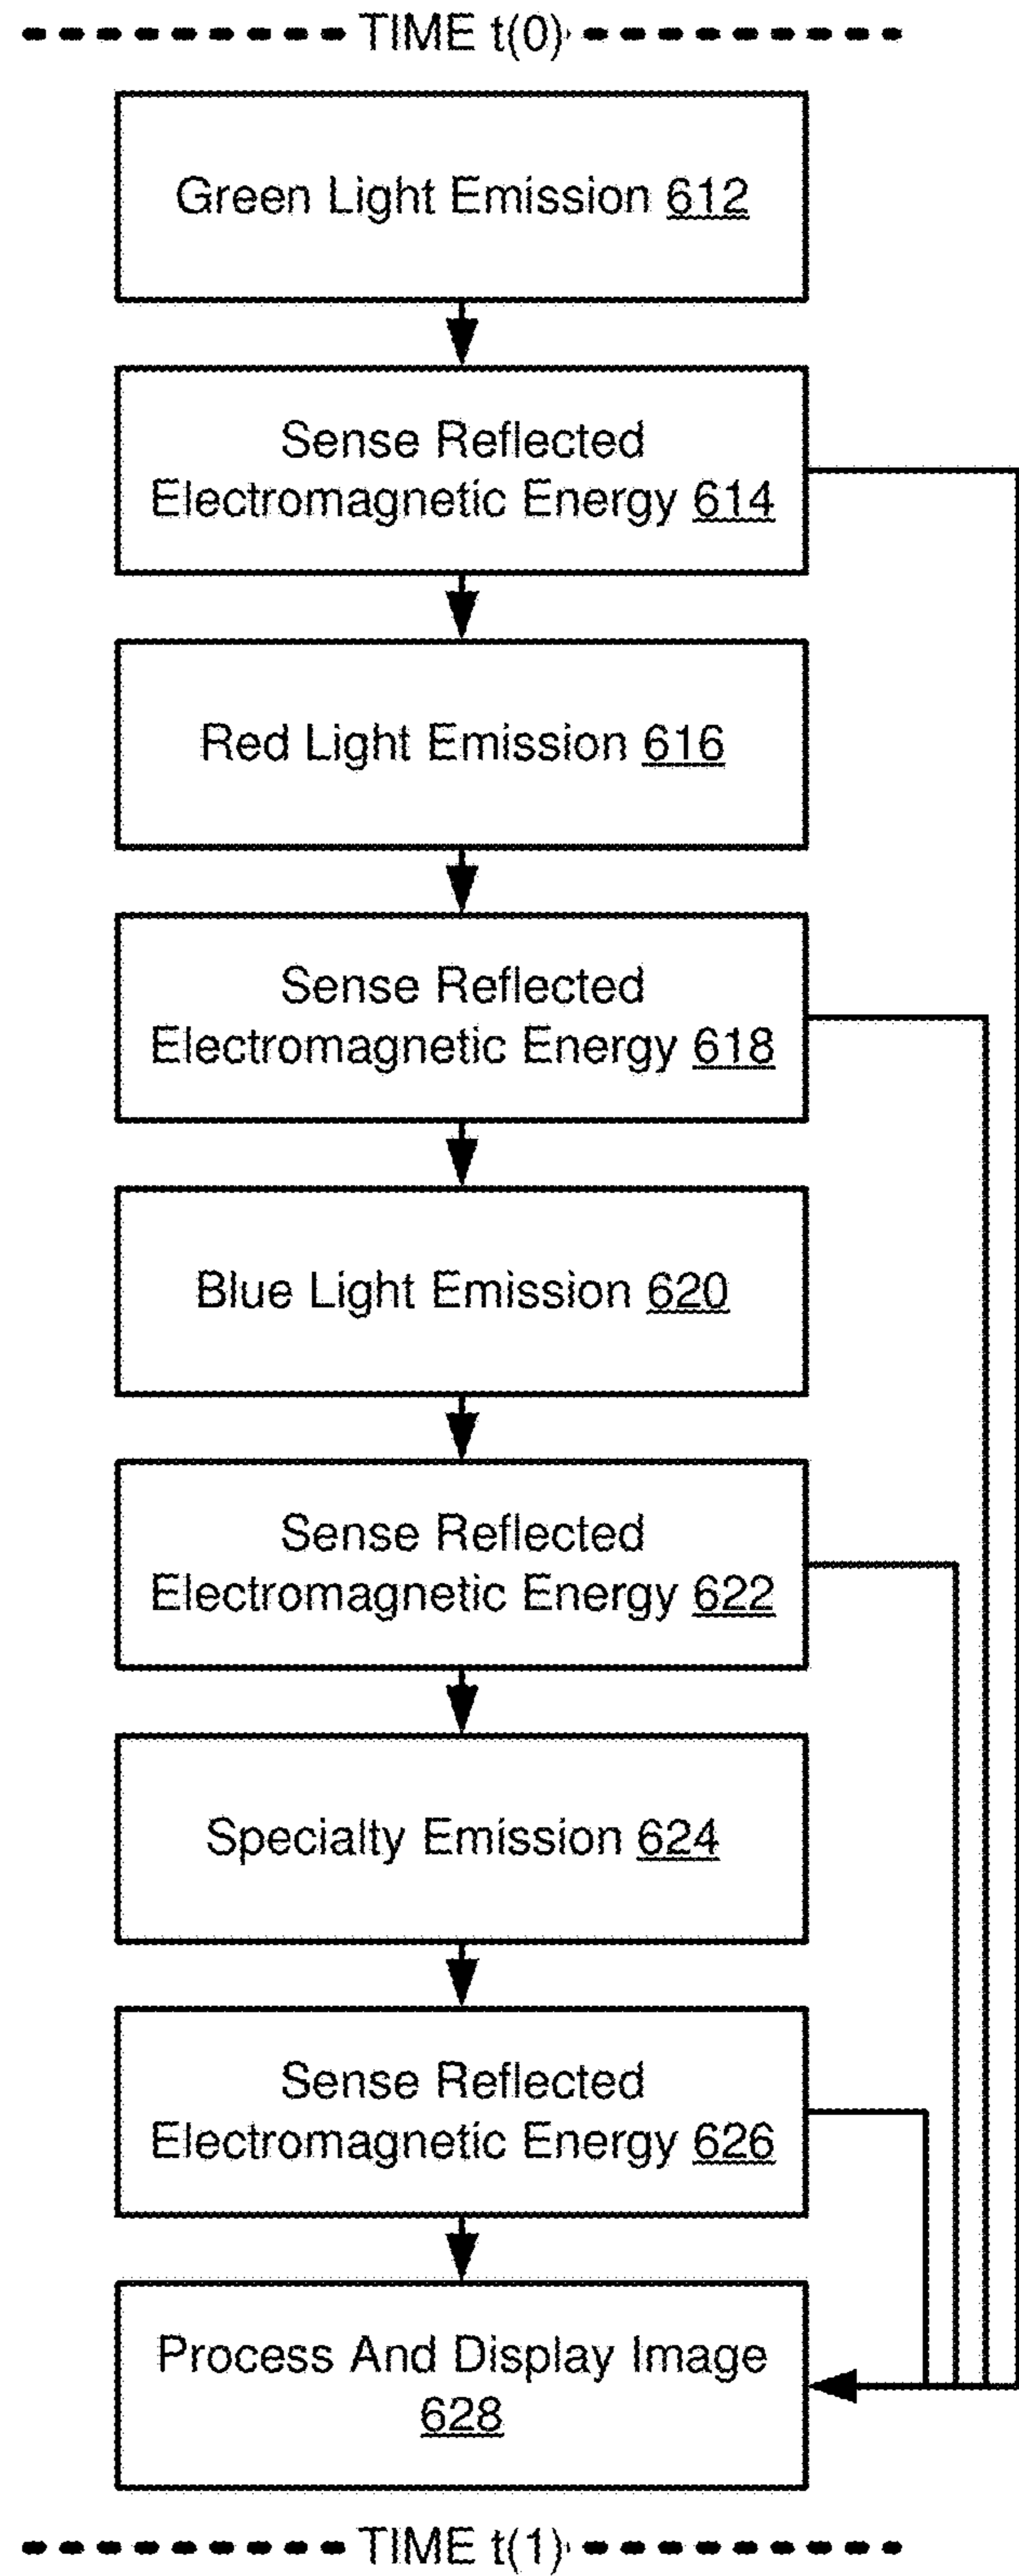 TIME t(0)
Green Light Emission 612
Sense Reflected
Electromagnetic Energy 614
Red Light Emission 616
Sense Reflected
Electromagnetic Energy 618
Blue Light Emission 620
Sense Reflected
Electromagnetic Energy 622
Specialty Emission 624
Sense Reflected
Electromagnetic Energy 626
Process And Display Image
628
TIME t(1)